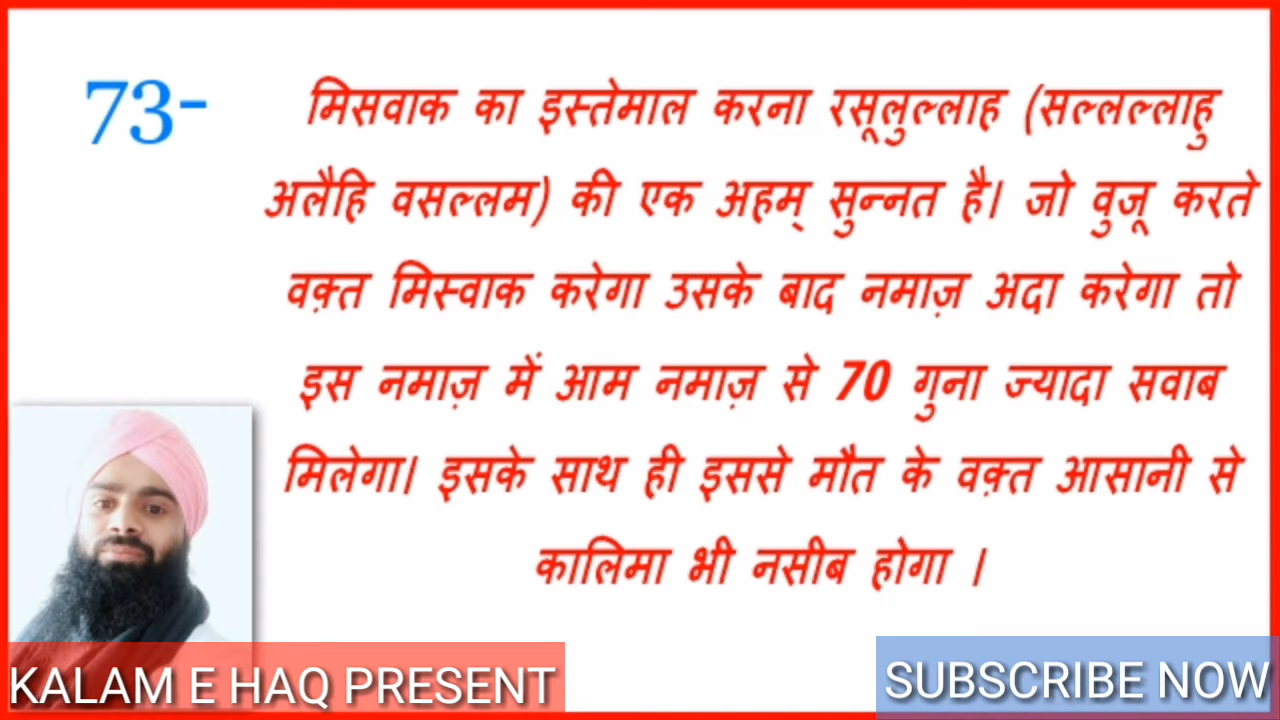 73-
मिसवाक का इस्तेमाल करना रसूलुल्लाह (सल्लल्लाहु
अलैहि वसल्लम) की एक अहम् सुन्नत है। जो वुजू करते
वक़्त मिस्वाक करेगा उसके बाद नमाज़ अदा करेगा तो
इस नमाज़ में आम नमाज़ से 70 गुना ज्यादा सवाब
मिलेगा। इसके साथ ही इससे मौत के वक़्त आसानी से
कालिमा भी नसीब होगा ।
KALAM E HAQ PRESENT
SUBSCRIBE NOW